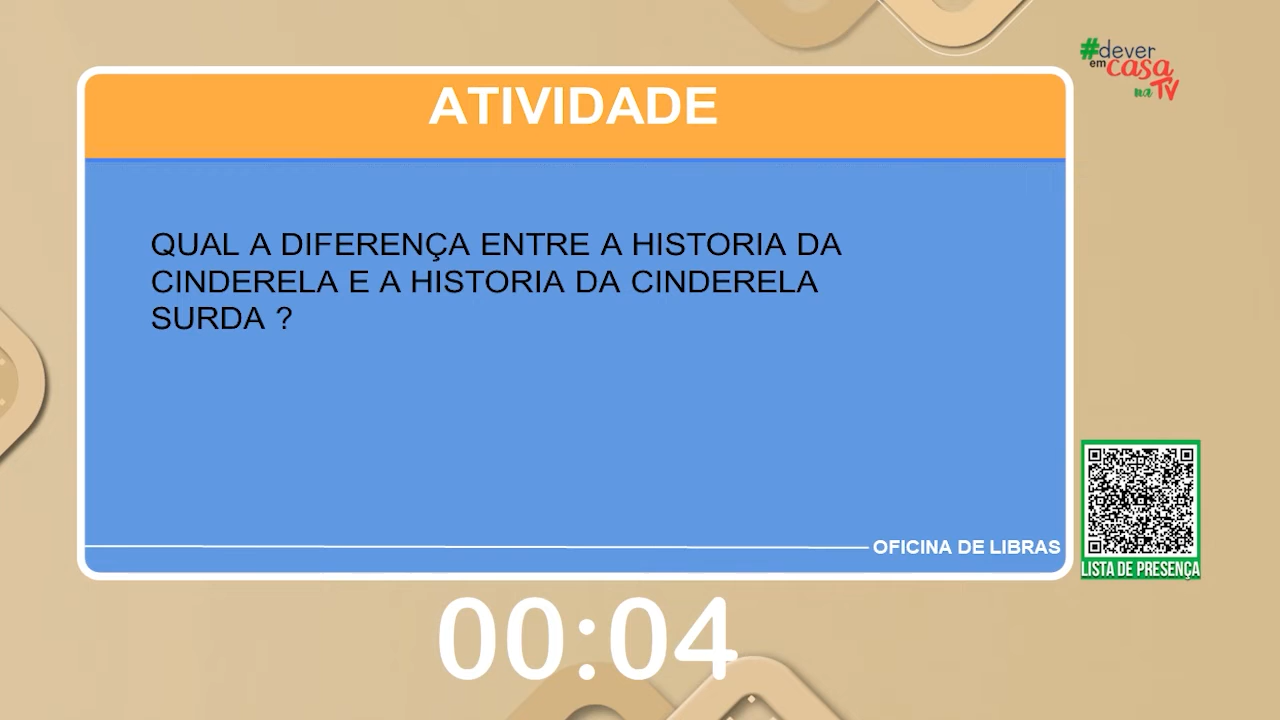 #dever
em casa
na TV
ATIVIDADE
QUAL A DIFERENÇA ENTRE A HISTORIA DA
CINDERELA E A HISTORIA DA CINDERELA
SURDA ?
OFICINA DE LIBRAS
LISTA DE PRESENÇA
00:04